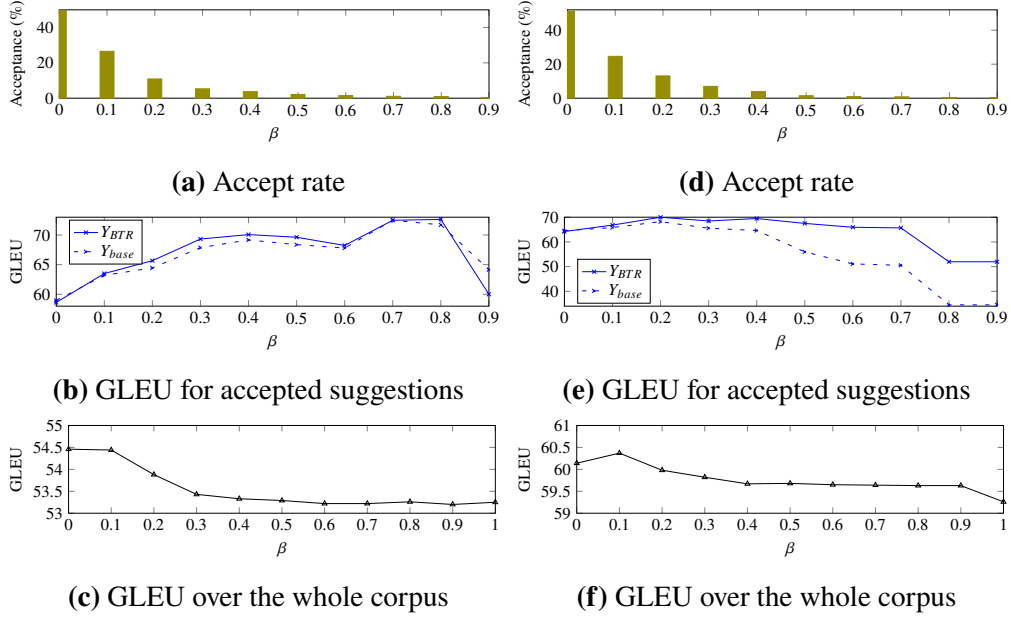 Acceptance (%)
40
20
0
0 0.1 0.2 0.3 0.4 0.5 0.6 0.7 0.8 0.9
β
(a) Accept rate
GLEU
70
65
60
Y_BTR
Y_base
0 0.1 0.2 0.3 0.4 0.5 0.6 0.7 0.8 0.9
β
(b) GLEU for accepted suggestions
GLEU
55
54.5
54
53.5
53
0 0.1 0.2 0.3 0.4 0.5 0.6 0.7 0.8 0.9 1
β
(c) GLEU over the whole corpus
Acceptance (%)
40
20
0
0 0.1 0.2 0.3 0.4 0.5 0.6 0.7 0.8 0.9
β
(d) Accept rate
GLEU
70
60
50
40
Y_BTR
Y_base
0 0.1 0.2 0.3 0.4 0.5 0.6 0.7 0.8 0.9
β
(e) GLEU for accepted suggestions
GLEU
61
60.5
60
59.5
59
0 0.1 0.2 0.3 0.4 0.5 0.6 0.7 0.8 0.9 1
β
(f) GLEU over the whole corpus